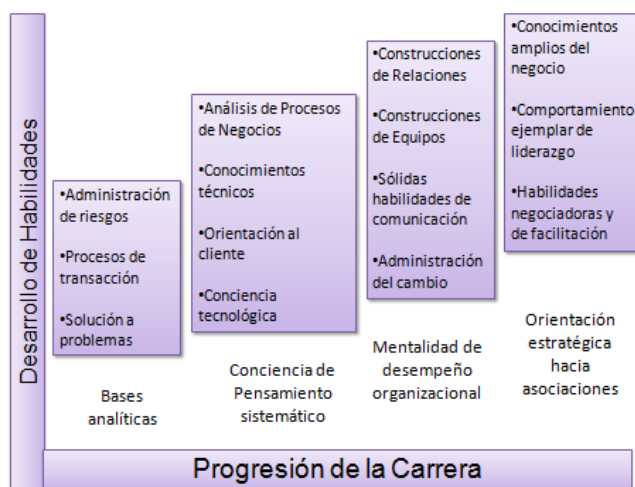 Desarrollo de Habilidades
•Administración
de riesgos
•Procesos de
transacción
•Solución a
problemas
Bases
analíticas
•Análisis de Procesos
de Negocios
•Conocimientos
técnicos
•Orientación al
cliente
•Conciencia
tecnológica
Conciencia de
Pensamiento
sistemático
•Construcciones
de Relaciones
•Construcciones
de Equipos
•Sólidas
habilidades de
comunicación
•Administración
del cambio
Mentalidad de
desempeño
organizacional
•Conocimientos
amplios del
negocio
•Comportamiento
ejemplar de
liderazgo
•Habilidades
negociadoras y
de facilitación
Orientación
estratégica
hacia
asociaciones
Progresión de la Carrera